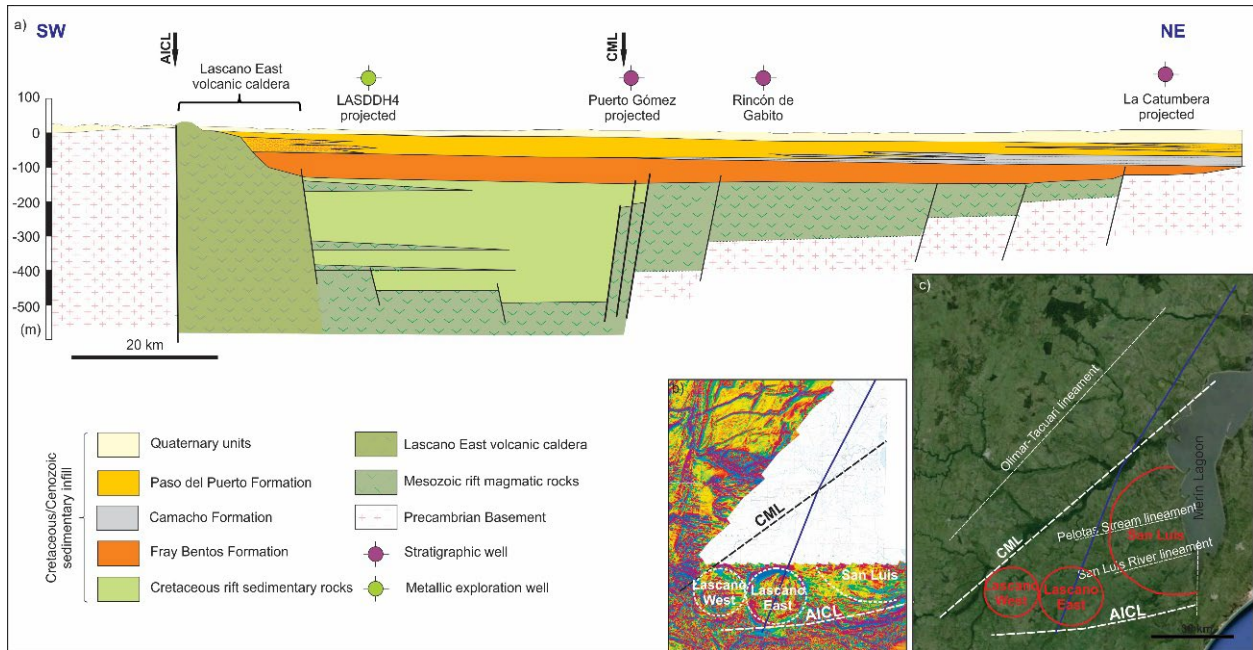 a)
SW
NE
AICL
CML
Lascano East
volcanic caldera
LASDDH4
projected
Puerto Gómez
projected
Rincón de
Gabito
La Catumbera
projected
100
0
-100
-200
-300
-400
-500
(m)
20 km
Cretaceous/Cenozoic
sedimentary infill
Quaternary units
Paso del Puerto Formation
Camacho Formation
Fray Bentos Formation
Cretaceous rift sedimentary rocks
Lascano East volcanic caldera
Mesozoic rift magmatic rocks
Precambrian Basement
Stratigraphic well
Metallic exploration well
b)
CML
Lascano
West
Lascano
East
San Luis
AICL
c)
Olimar-Tacuarí lineament
CML
Merín Lagoon
Pelotas Stream lineament
San Luis
San Luis River lineament
Lascano
West
Lascano
East
AICL